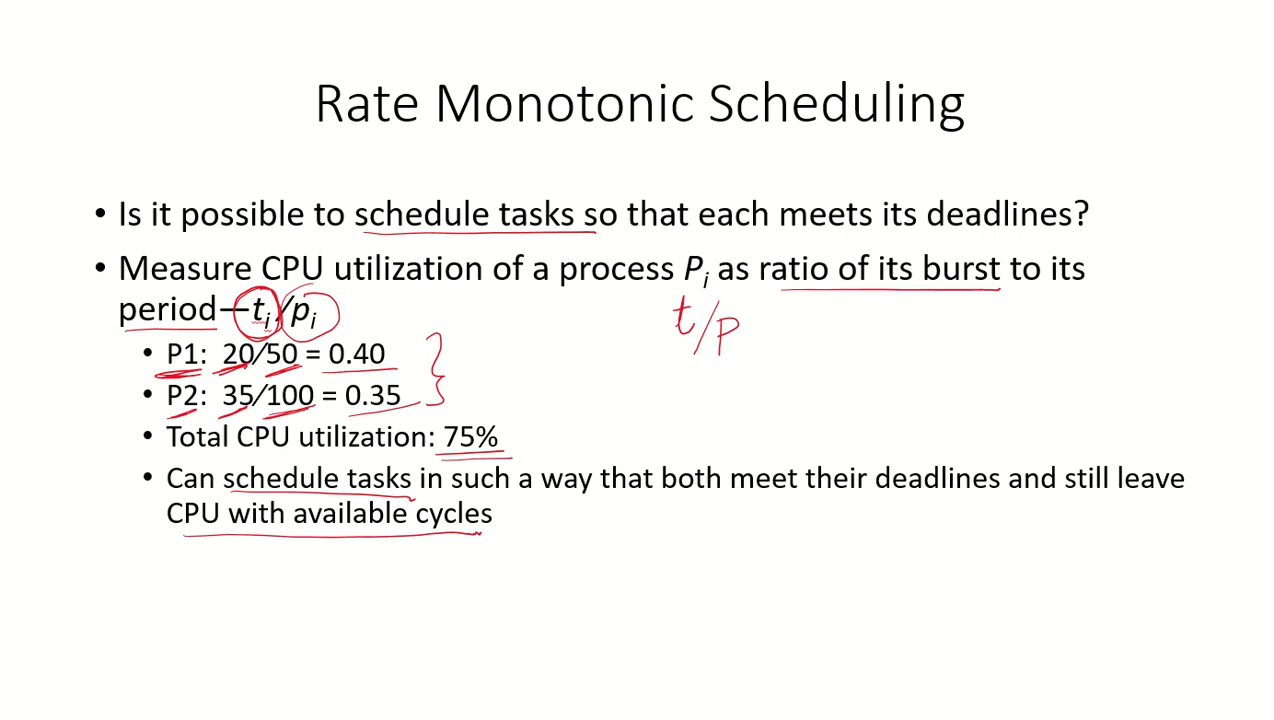 Rate Monotonic Scheduling
• Is it possible to schedule tasks so that each meets its deadlines?
• Measure CPU utilization of a process Pi as ratio of its burst to its
period—ti/pi
t/p
• P1: 20/50 = 0.40
• P2: 35/100 = 0.35
• Total CPU utilization: 75%
• Can schedule tasks in such a way that both meet their deadlines and still leave
CPU with available cycles